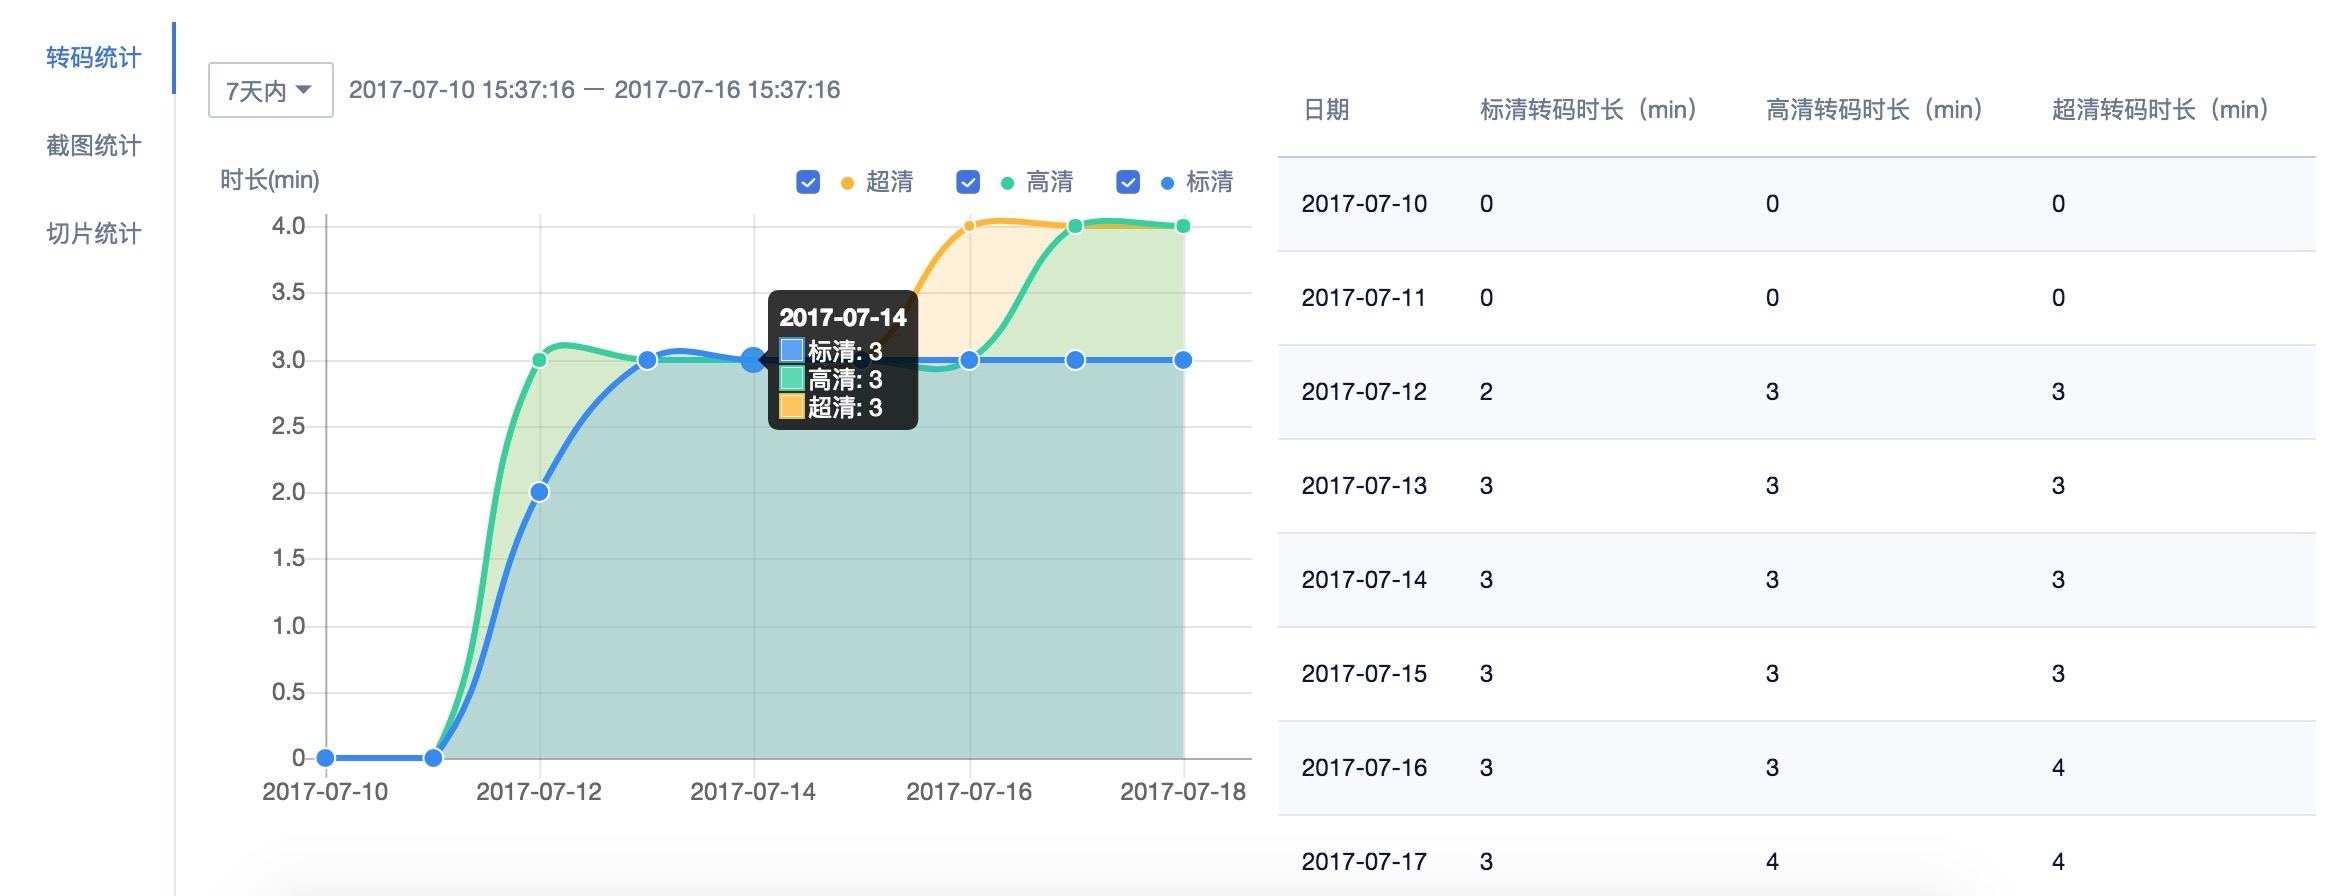 转码统计
截图统计
切片统计
7天内
2017-07-10 15:37:16 — 2017-07-16 15:37:16
时长(min)
超清
高清
标清
4.0
3.5
3.0
2.5
2.0
1.5
1.0
0.5
0
2017-07-14
标清: 3
高清: 3
超清: 3
2017-07-10 2017-07-12 2017-07-14 2017-07-16 2017-07-18
日期 标清转码时长（min） 高清转码时长（min） 超清转码时长（min）
2017-07-10 0 0 0
2017-07-11 0 0 0
2017-07-12 2 3 3
2017-07-13 3 3 3
2017-07-14 3 3 3
2017-07-15 3 3 3
2017-07-16 3 3 4
2017-07-17 3 4 4